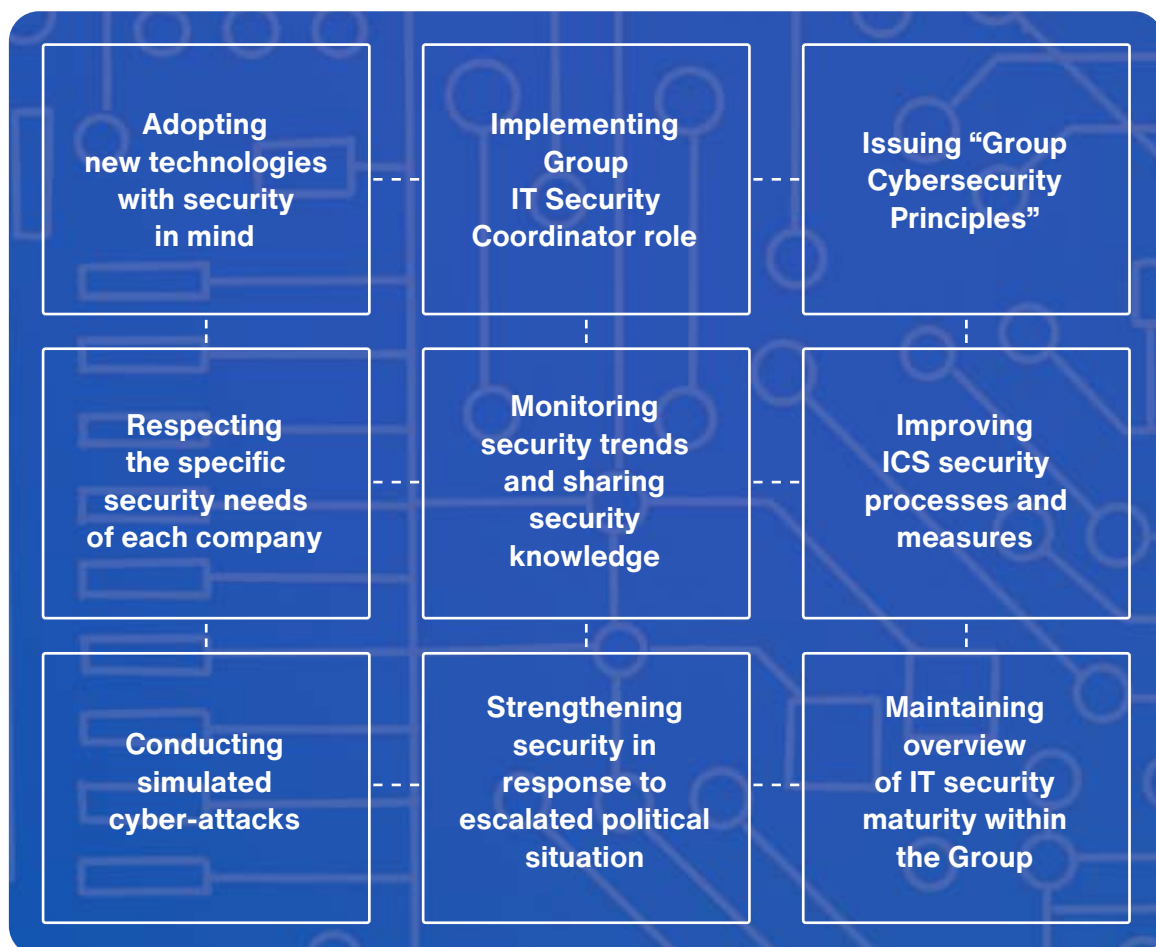 Adopting
new technologies
with security
in mind
Implementing
Group
IT Security
Coordinator role
Issuing “Group
Cybersecurity
Principles”
Respecting
the specific
security needs
of each company
Monitoring
security trends
and sharing
security
knowledge
Improving
ICS security
processes and
measures
Conducting
simulated
cyber-attacks
Strengthening
security in
response to
escalated political
situation
Maintaining
overview
of IT security
maturity within
the Group